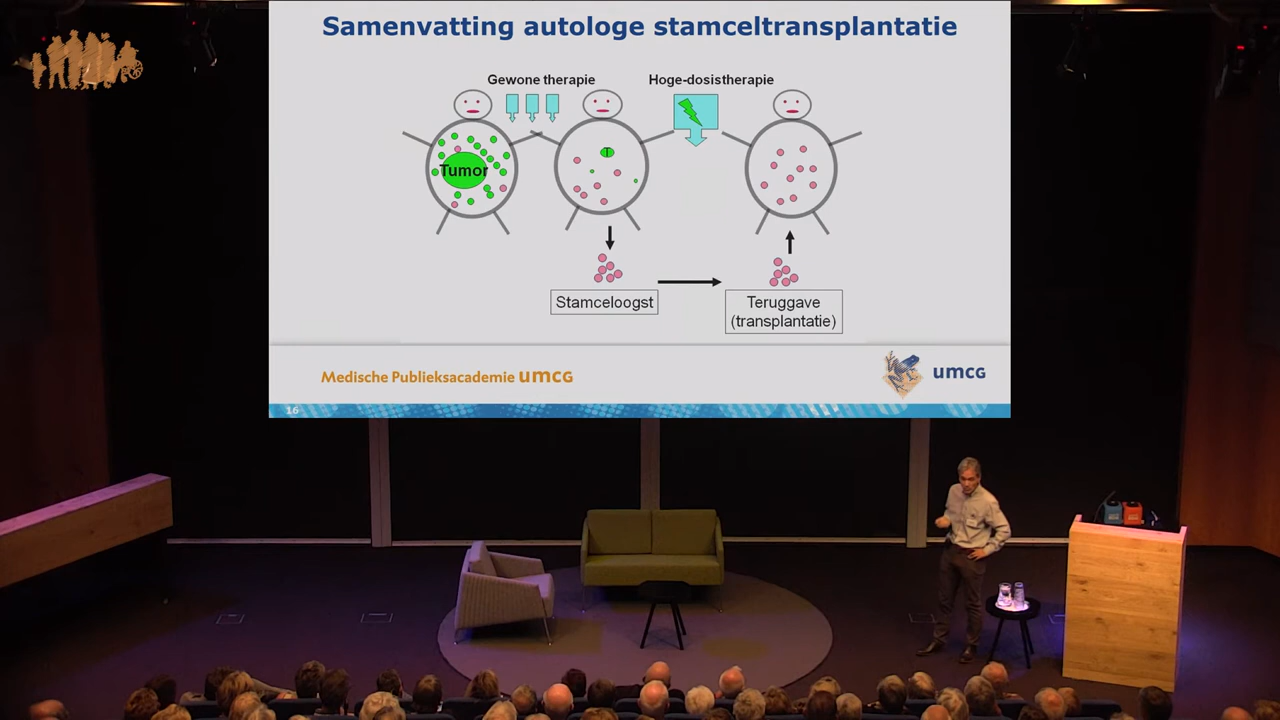 Samenvatting autologe stamceltransplantatie
Gewone therapie
Hoge-dosistherapie
Tumor
T
Stamceloogst
Teruggave
(transplantatie)
Medische Publieksacademie umcg
umcg
16